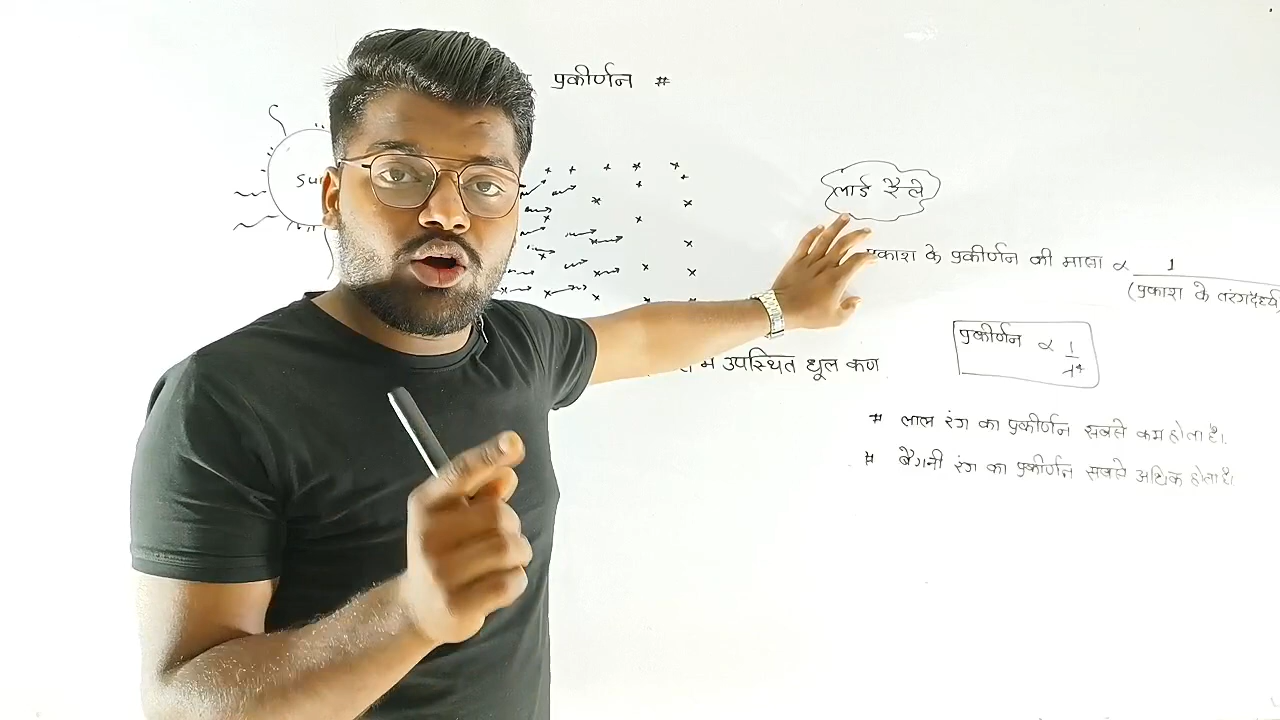 प्रकीर्णन #
Su
लार्ड रैले
प्रकाश के प्रकीर्णन की मात्रा ∝ 1
(प्रकाश के तरंगदैर्ध्य)
प्रकीर्णन ∝ 1
λ⁴
उपस्थित धूल कण
# लाल रंग का प्रकीर्णन सबसे कम होता है।
# बैगनी रंग का प्रकीर्णन सबसे अधिक होता है।